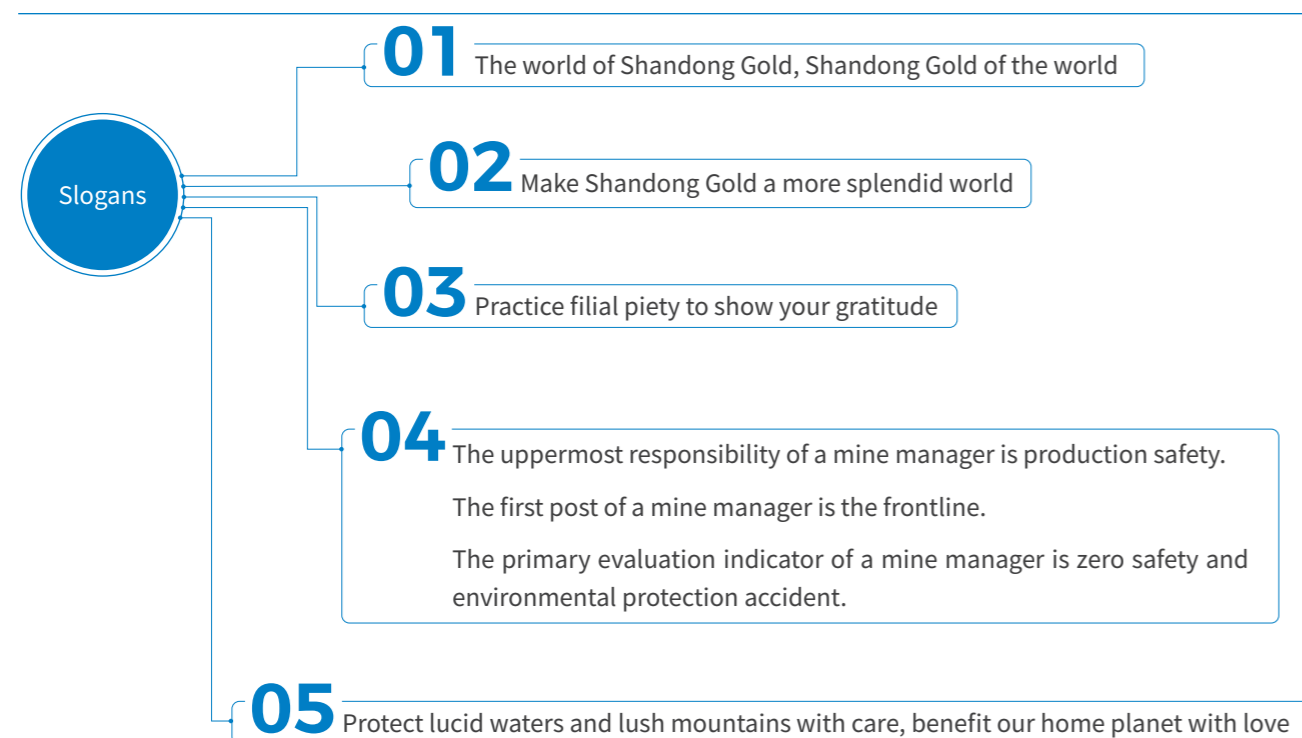 Slogans
01
The world of Shandong Gold, Shandong Gold of the world
02
Make Shandong Gold a more splendid world
03
Practice filial piety to show your gratitude
04
The uppermost responsibility of a mine manager is production safety.
The first post of a mine manager is the frontline.
The primary evaluation indicator of a mine manager is zero safety and
environmental protection accident.
05
Protect lucid waters and lush mountains with care, benefit our home planet with love